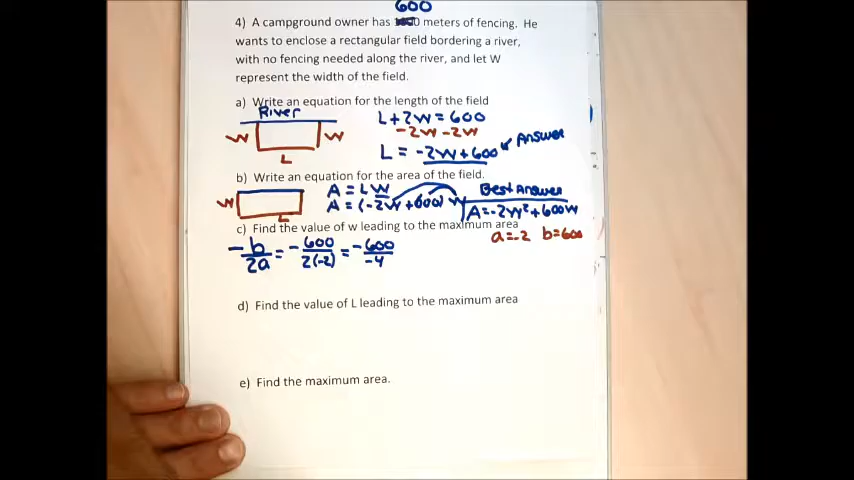 600
4) A campground owner has meters of fencing. He
wants to enclose a rectangular field bordering a river,
with no fencing needed along the river, and let W
represent the width of the field.
a) Write an equation for the length of the field
River
L + 2W = 600
-2W -2W
W W
L
L = -2W + 600 Answer
b) Write an equation for the area of the field.
A = LW
Best Answer
W
L
A = (-2W + 600) W
A = -2W² + 600W
c) Find the value of w leading to the maximum area
a = -2 b = 600
-b/2a = -600/2(-2) = -600/-4
d) Find the value of L leading to the maximum area
e) Find the maximum area.